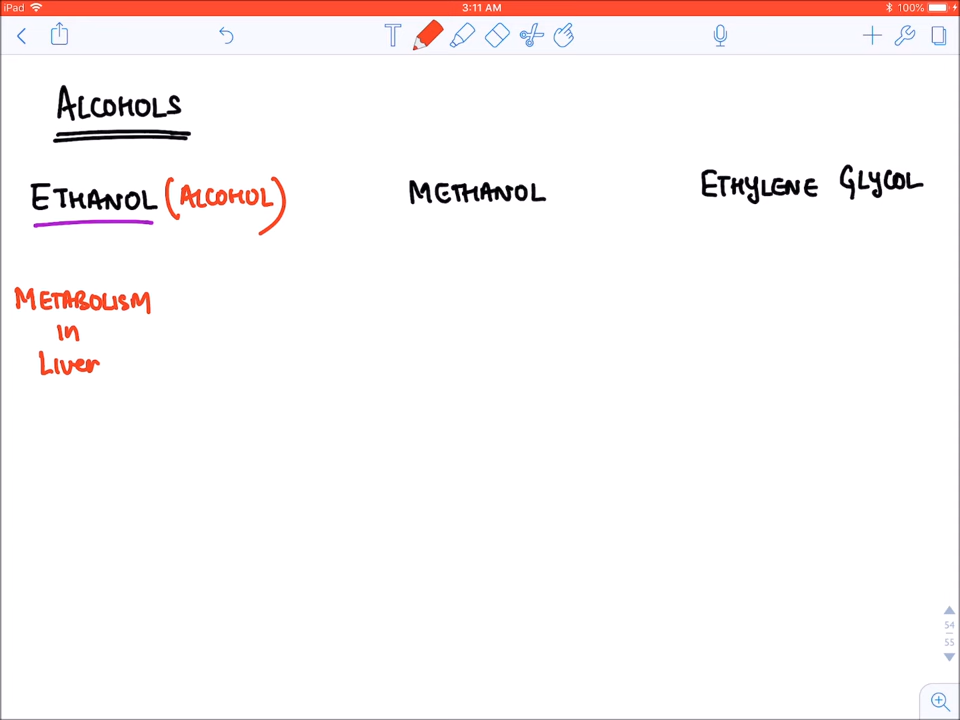 iPad 3:11 AM 100%
T
ALCOHOLS
ETHANOL (ALCOHOL) METHANOL ETHYLENE GLYCOL
METABOLISM
in
Liver
54
55